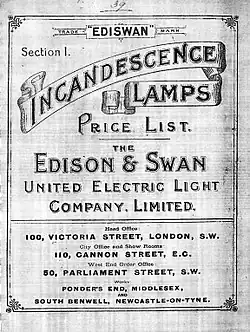 39
TRADE "EDISWAN" MARK
Section I.
INCANDESCENCE
LAMPS
PRICE LIST.
THE
EDISON & SWAN
UNITED ELECTRIC LIGHT
COMPANY, LIMITED.
Head Office
100, VICTORIA STREET, LONDON, S.W.
City Office and Show Rooms
110, CANNON STREET, E.C.
West End Order Office
50, PARLIAMENT STREET, S.W.
Works
PONDER'S END, MIDDLESEX,
AND
SOUTH BENWELL, NEWCASTLE-ON-TYNE.